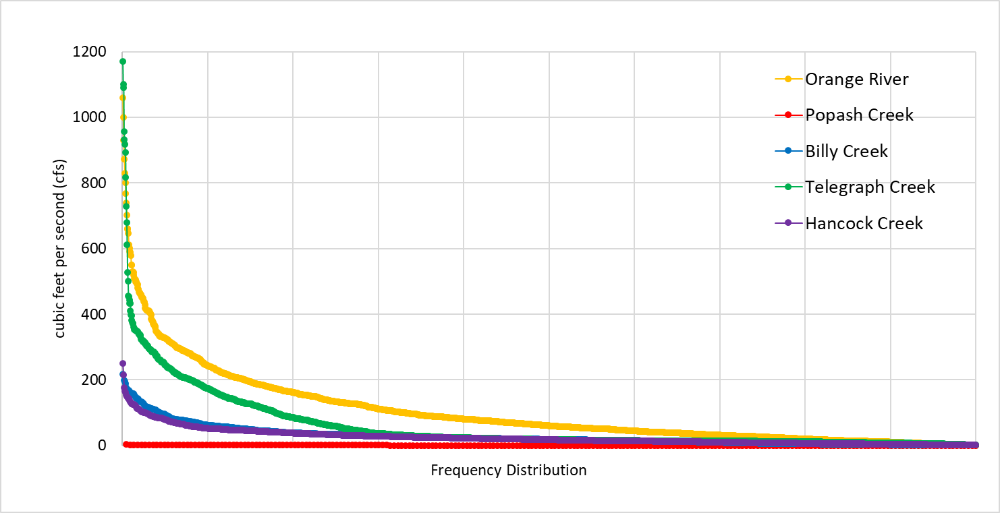 1200
1000
800
600
400
200
0
cubic feet per second (cfs)
Frequency Distribution
Orange River
Popash Creek
Billy Creek
Telegraph Creek
Hancock Creek